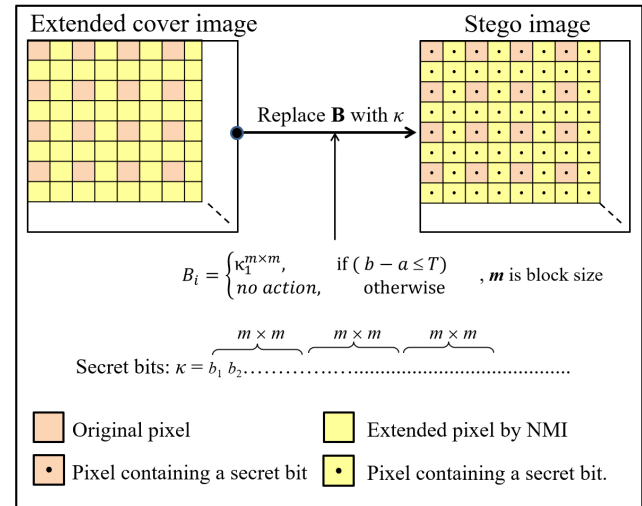 Extended cover image
Stego image
Replace B with κ
B_i = { κ_1^{m×m}, if ( b − a ≤ T)
no action, otherwise
, m is block size
m × m m × m m × m
Secret bits: κ = b_1 b_2……………………………………………
Original pixel
Extended pixel by NMI
Pixel containing a secret bit
Pixel containing a secret bit.